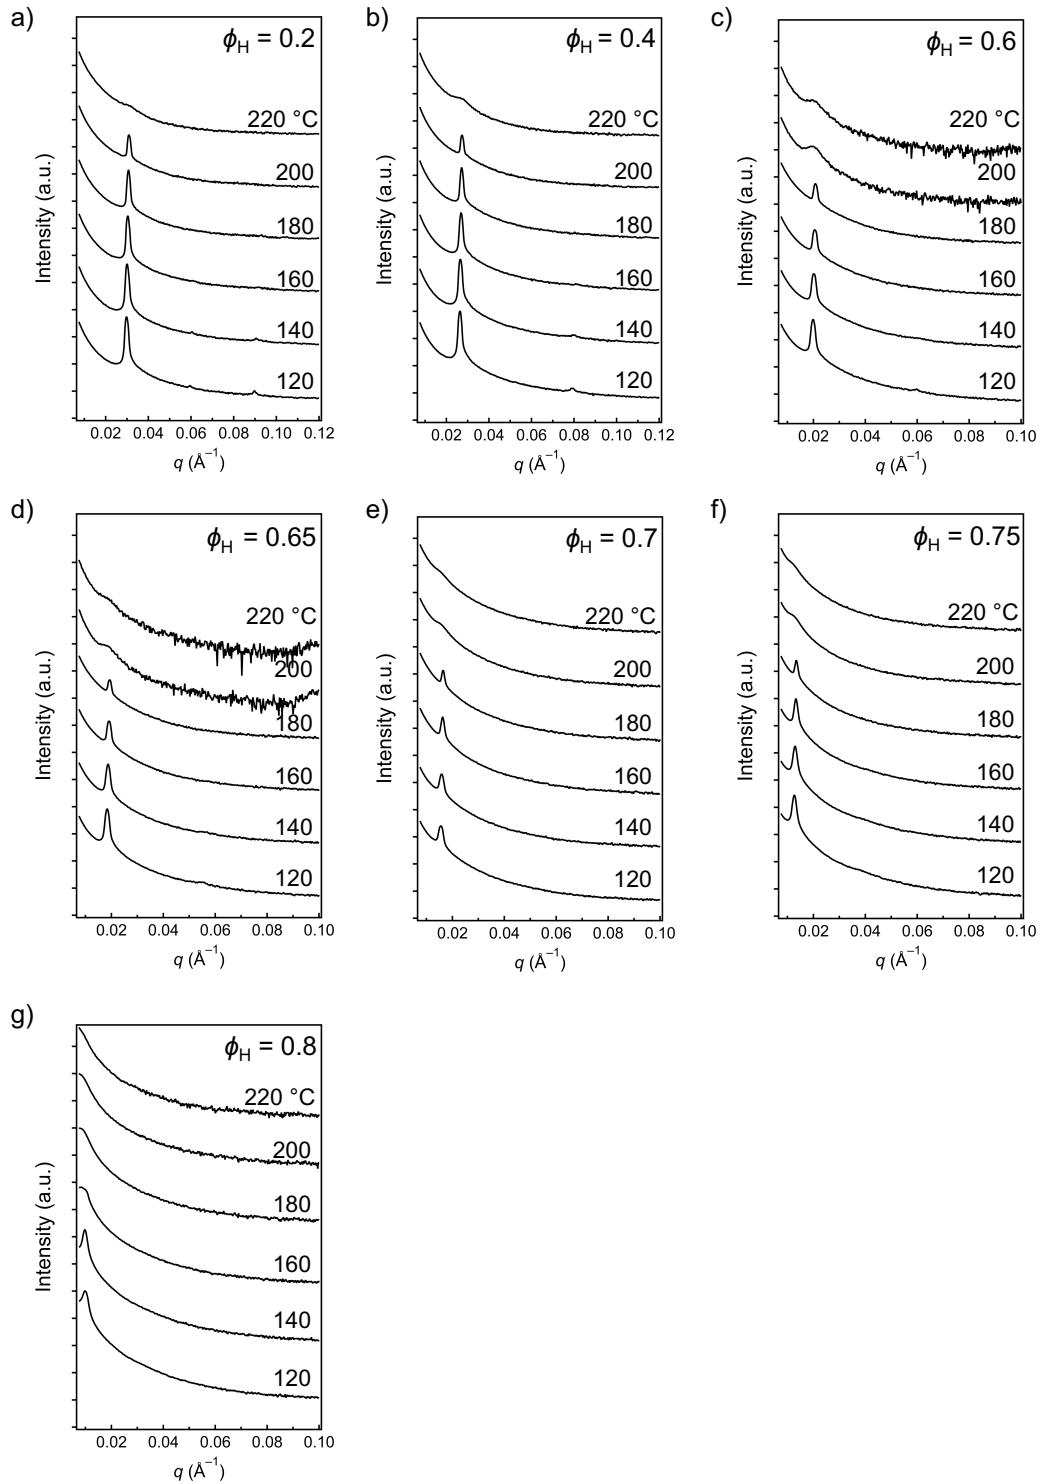 a)
ϕH = 0.2
220 °C
200
180
160
140
120
Intensity (a.u.)
0.02 0.04 0.06 0.08 0.10 0.12
q (Å⁻¹)
b)
ϕH = 0.4
220 °C
200
180
160
140
120
Intensity (a.u.)
0.02 0.04 0.06 0.08 0.10 0.12
q (Å⁻¹)
c)
ϕH = 0.6
220 °C
200
180
160
140
120
Intensity (a.u.)
0.02 0.04 0.06 0.08 0.10
q (Å⁻¹)
d)
ϕH = 0.65
220 °C
200
180
160
140
120
Intensity (a.u.)
0.02 0.04 0.06 0.08 0.10
q (Å⁻¹)
e)
ϕH = 0.7
220 °C
200
180
160
140
120
Intensity (a.u.)
0.02 0.04 0.06 0.08 0.10
q (Å⁻¹)
f)
ϕH = 0.75
220 °C
200
180
160
140
120
Intensity (a.u.)
0.02 0.04 0.06 0.08 0.10
q (Å⁻¹)
g)
ϕH = 0.8
220 °C
200
180
160
140
120
Intensity (a.u.)
0.02 0.04 0.06 0.08 0.10
q (Å⁻¹)